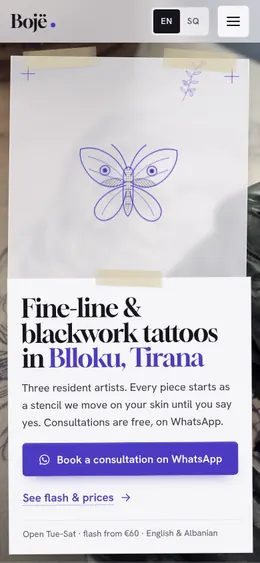 Bojë
EN SQ
Fine-line &
blackwork tattoos
in Blloku, Tirana
Three resident artists. Every piece starts as
a stencil we move on your skin until you say
yes. Consultations are free, on WhatsApp.
Book a consultation on WhatsApp
See flash & prices →
Open Tue–Sat · flash from €60 · English & Albanian